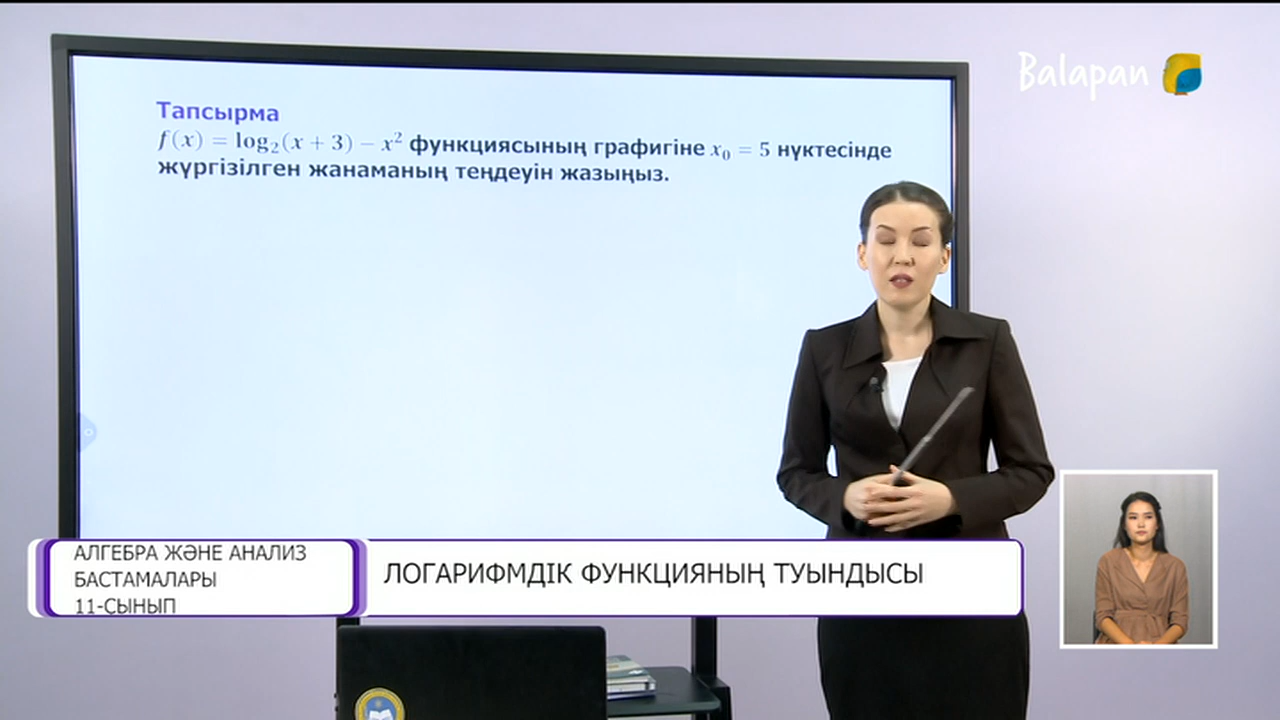 Balapan
Тапсырма
f(x) = log₂(x + 3) − x² функциясының графигіне x₀ = 5 нүктесінде
жүргізілген жанаманың теңдеуін жазыңыз.
АЛГЕБРА ЖӘНЕ АНАЛИЗ
БАСТАМАЛАРЫ
11-СЫНЫП
ЛОГАРИФМДІК ФУНКЦИЯНЫҢ ТУЫНДЫСЫ